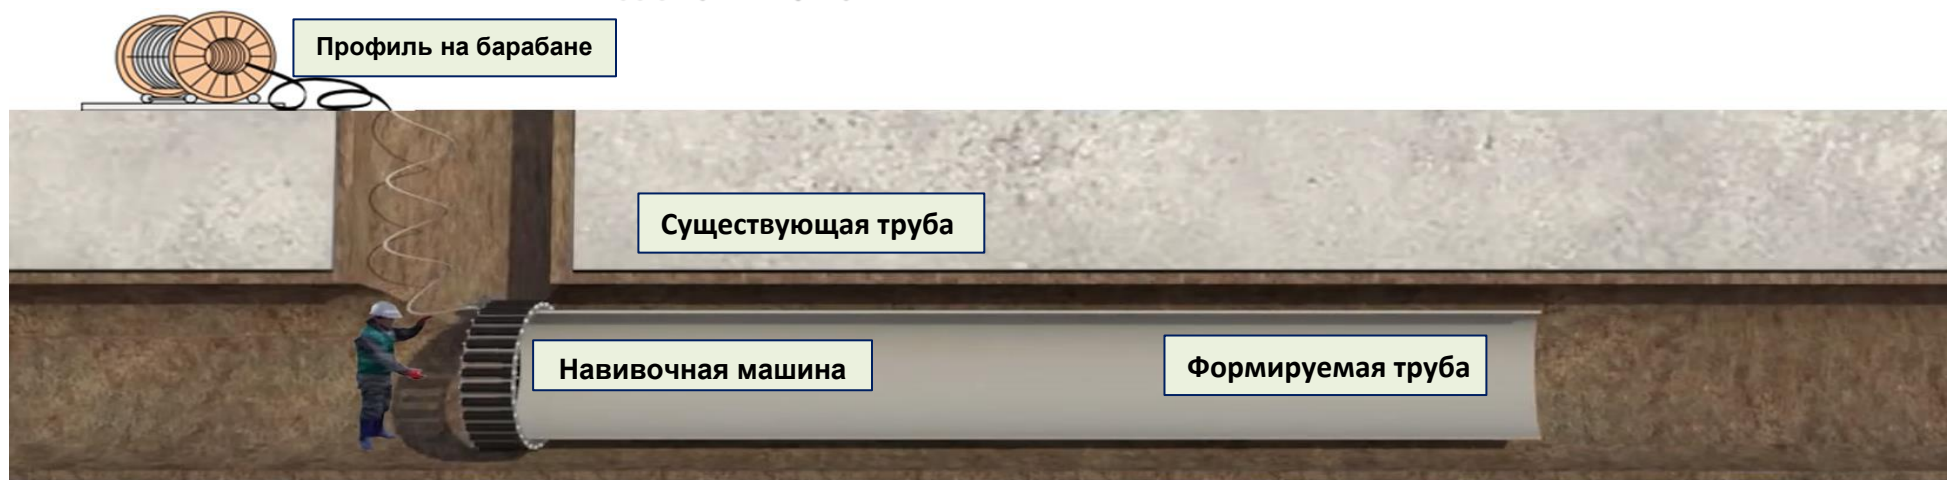 Профиль на барабане
Существующая труба
Навивочная машина
Формируемая труба